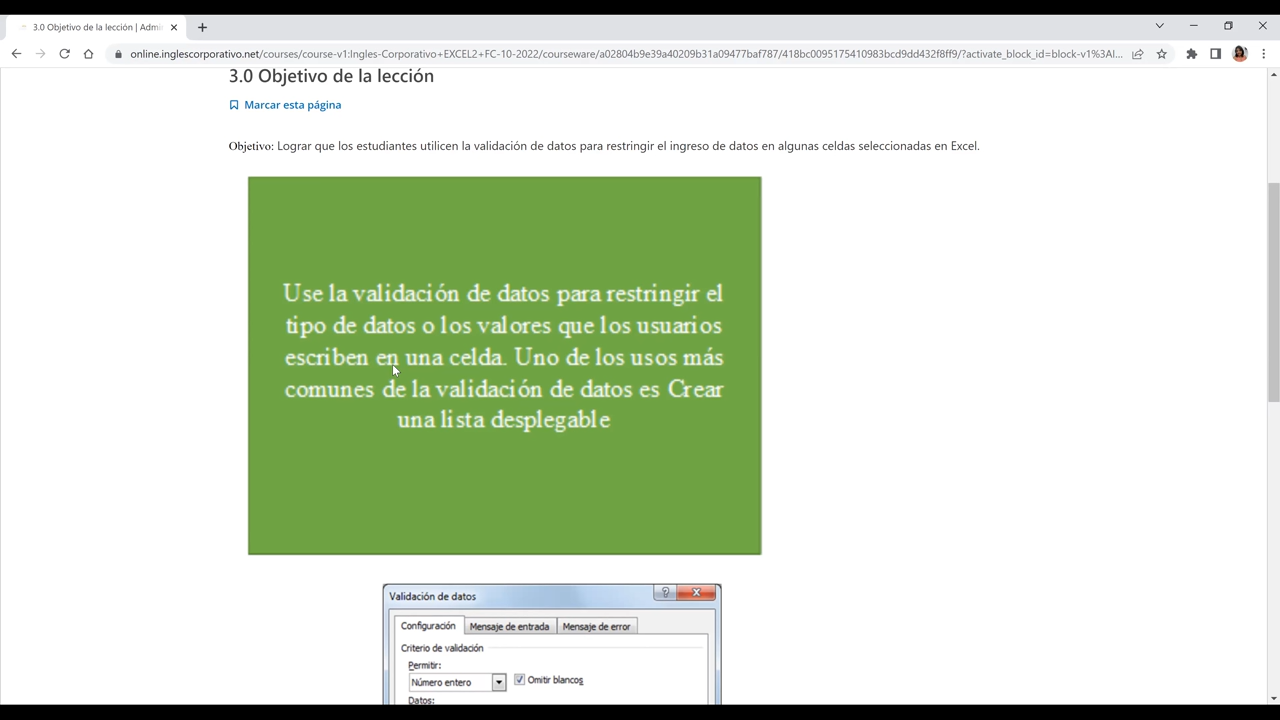 3.0 Objetivo de la lección | Admi
online.inglescorporativo.net/courses/course-v1:Ingles-Corporativo+EXCEL2+FC-10-2022/courseware/a02804b9e39a40209b31a09477baf787/418bc0095175410983bcd9dd432f8ff9/?activate_block_id=block-v1%3Al...
3.0 Objetivo de la lección
Marcar esta página
Objetivo: Lograr que los estudiantes utilicen la validación de datos para restringir el ingreso de datos en algunas celdas seleccionadas en Excel.
Use la validación de datos para restringir el
tipo de datos o los valores que los usuarios
escriben en una celda. Uno de los usos más
comunes de la validación de datos es Crear
una lista desplegable
Validación de datos
Configuración Mensaje de entrada Mensaje de error
Criterio de validación
Permitir:
Número entero Omitir blancos
Datos: